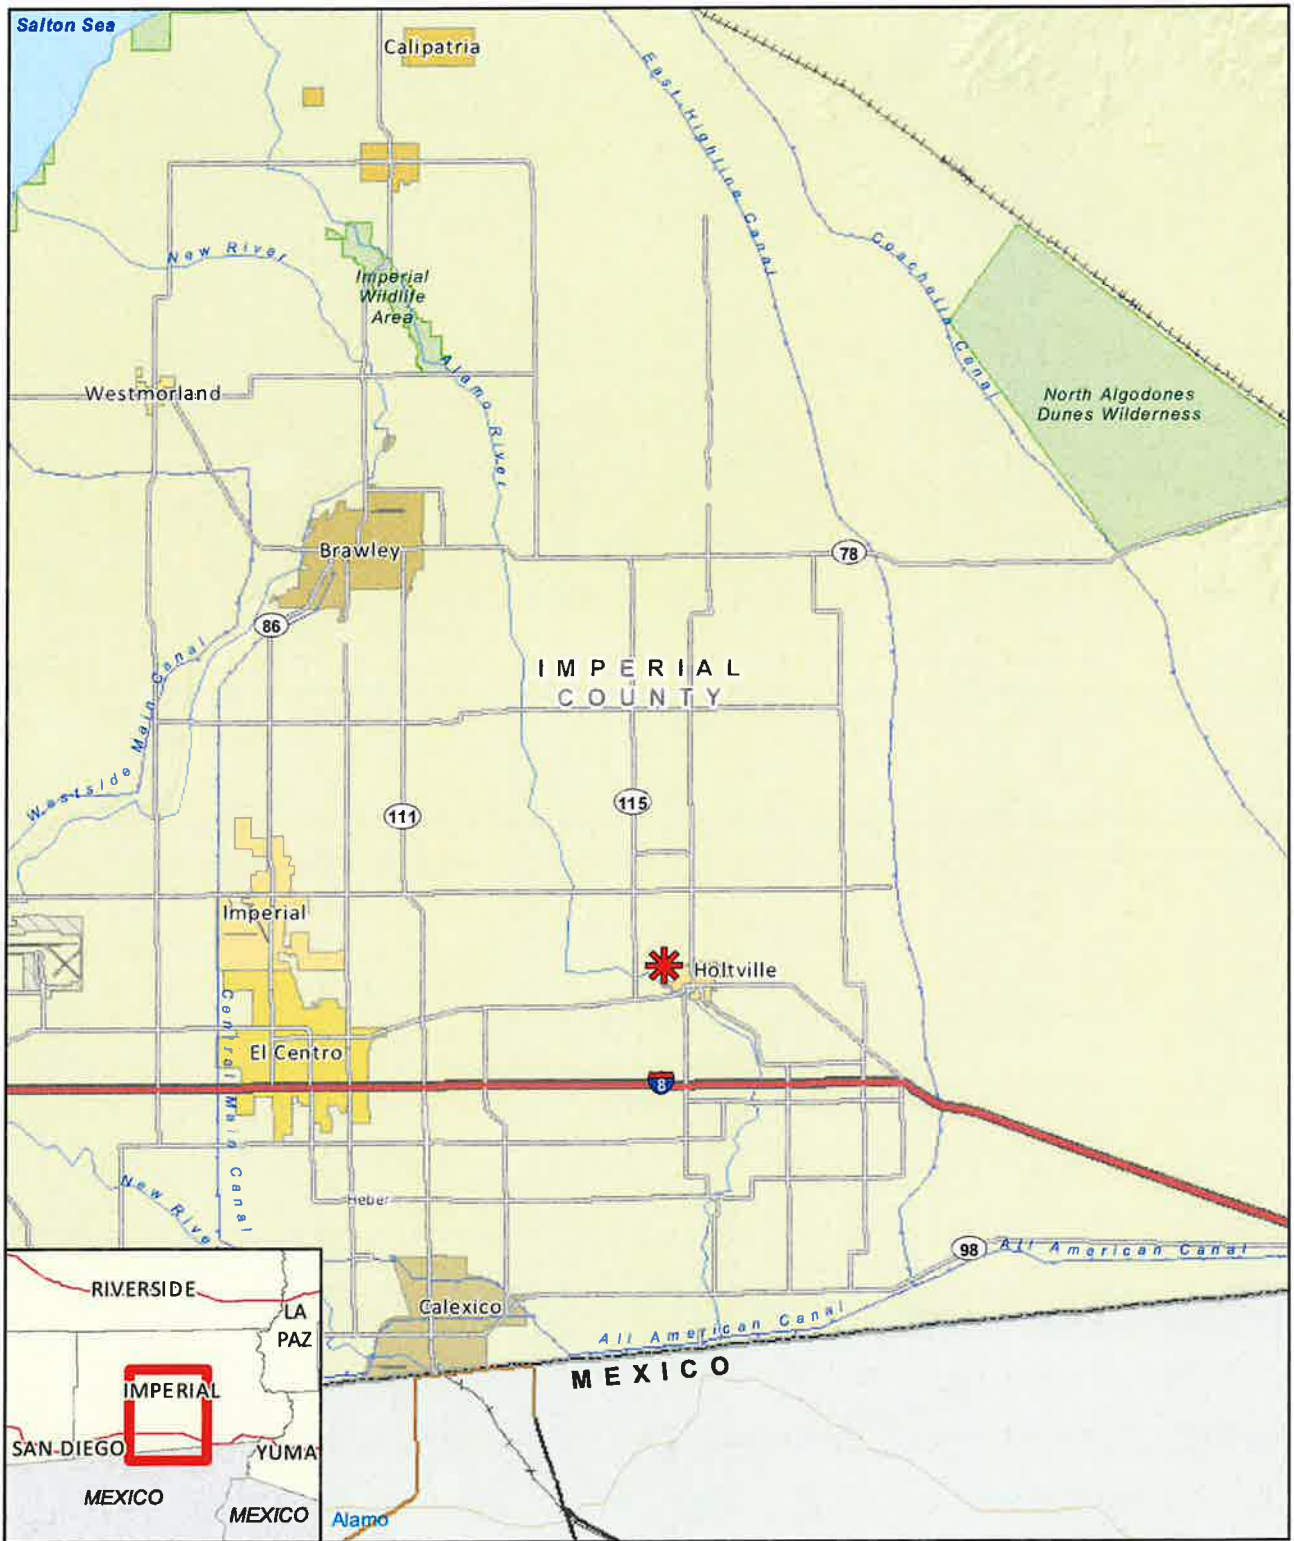 Salton Sea
Calipatria
East Highline Canal
New River
Imperial
Wildlife
Area
Coachella Canal
Alamo River
Westmorland
North Algodones
Dunes Wilderness
Brawley
78
86
IMPERIAL
COUNTY
Westside Main Canal
111
115
Imperial
Holtville
Central Main Canal
El Centro
8
New River
Heber
98
All American Canal
Calexico
All American Canal
MEXICO
RIVERSIDE
LA
PAZ
IMPERIAL
SAN DIEGO
YUMA
MEXICO
MEXICO
Alamo